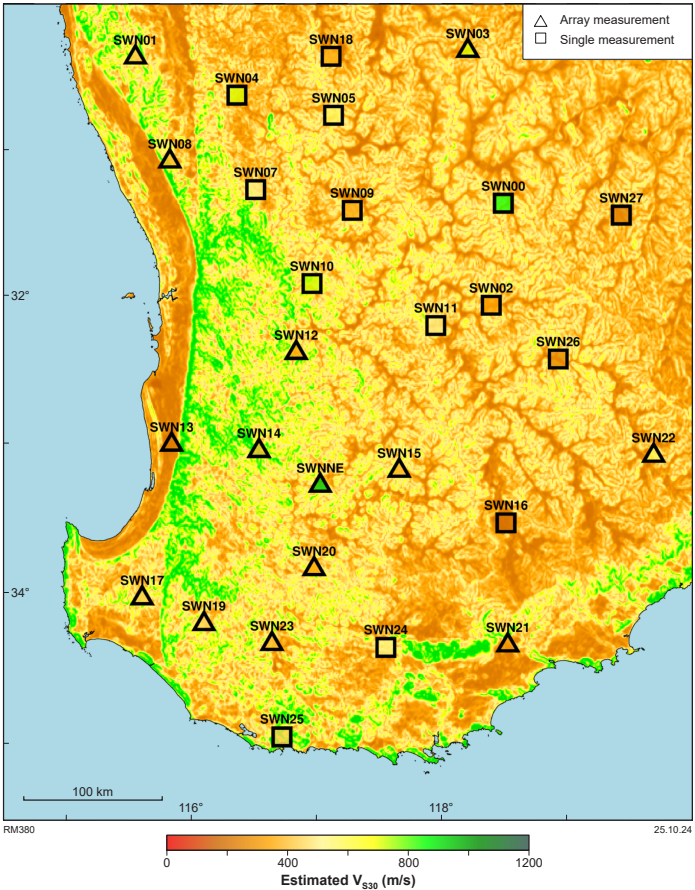 Array measurement
Single measurement
SWN01
SWN18
SWN03
SWN04
SWN05
SWN08
SWN07
SWN09
SWN00
SWN27
SWN10
SWN02
32°
SWN11
SWN12
SWN26
SWN13
SWN14
SWN15
SWN22
SWNNE
SWN16
SWN20
SWN17
34°
SWN19
SWN23
SWN24
SWN21
SWN25
100 km
116°
118°
RM380
25.10.24
0
400
800
1200
Estimated VS30 (m/s)